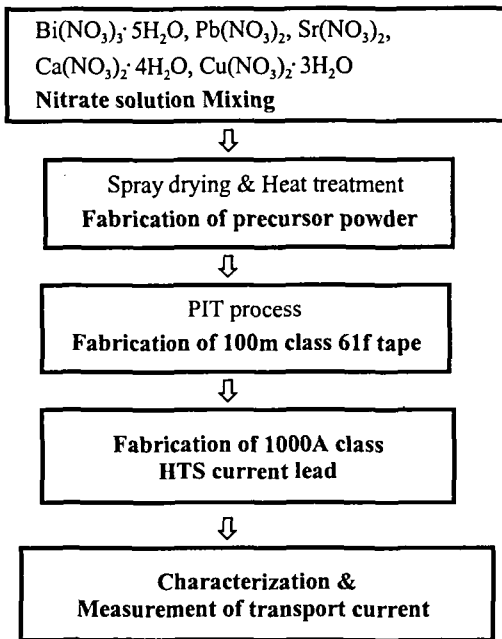 Bi(NO₃)₃· 5H₂O, Pb(NO₃)₂, Sr(NO₃)₂,
Ca(NO₃)₂· 4H₂O, Cu(NO₃)₂· 3H₂O
Nitrate solution Mixing
Spray drying & Heat treatment
Fabrication of precursor powder
PIT process
Fabrication of 100m class 61f tape
Fabrication of 1000A class
HTS current lead
Characterization &
Measurement of transport current